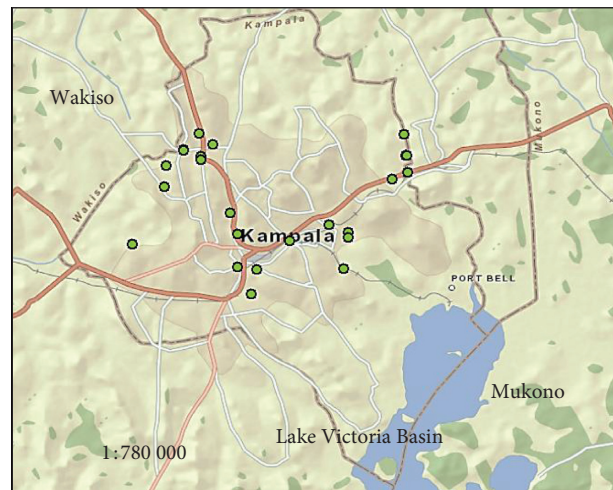 Kampala
Wakiso
Mukono
Wakiso
Kampala
PORT BELL
Mukono
Lake Victoria Basin
1:780 000